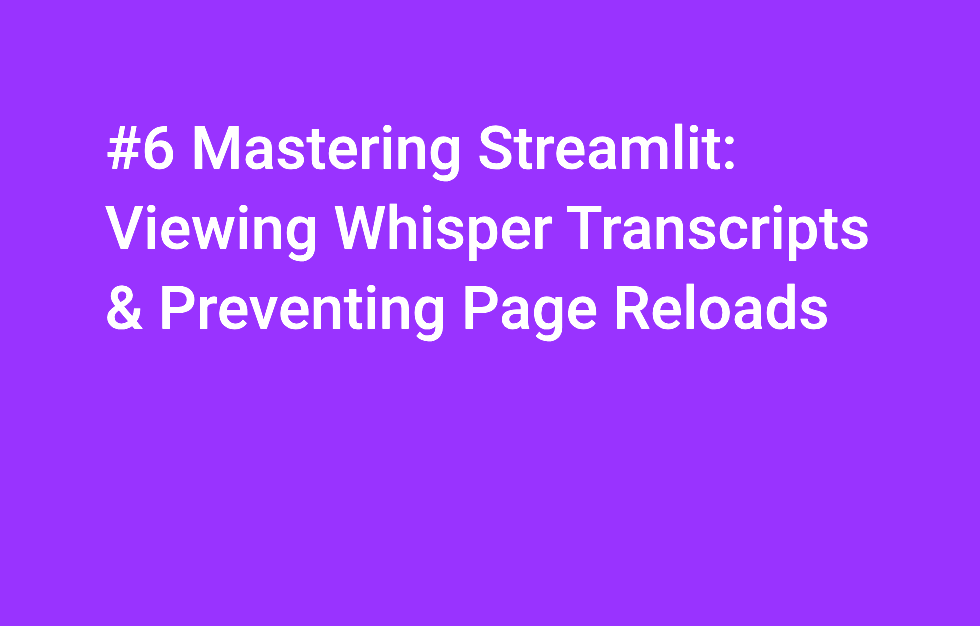 #6 Mastering Streamlit:
Viewing Whisper Transcripts
& Preventing Page Reloads